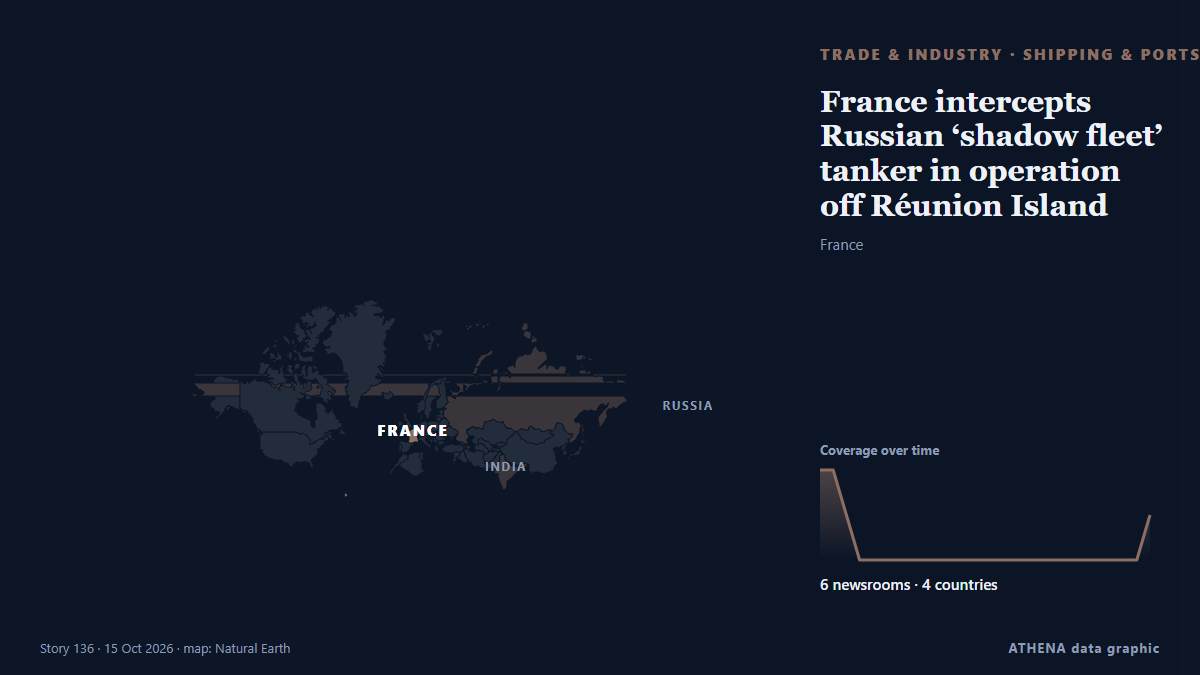 TRADE & INDUSTRY · SHIPPING & PORTS
France intercepts
Russian ‘shadow fleet’
tanker in operation
off Réunion Island
France
RUSSIA
FRANCE
INDIA
Coverage over time
6 newsrooms · 4 countries
Story 136 · 15 Oct 2026 · map: Natural Earth
ATHENA data graphic